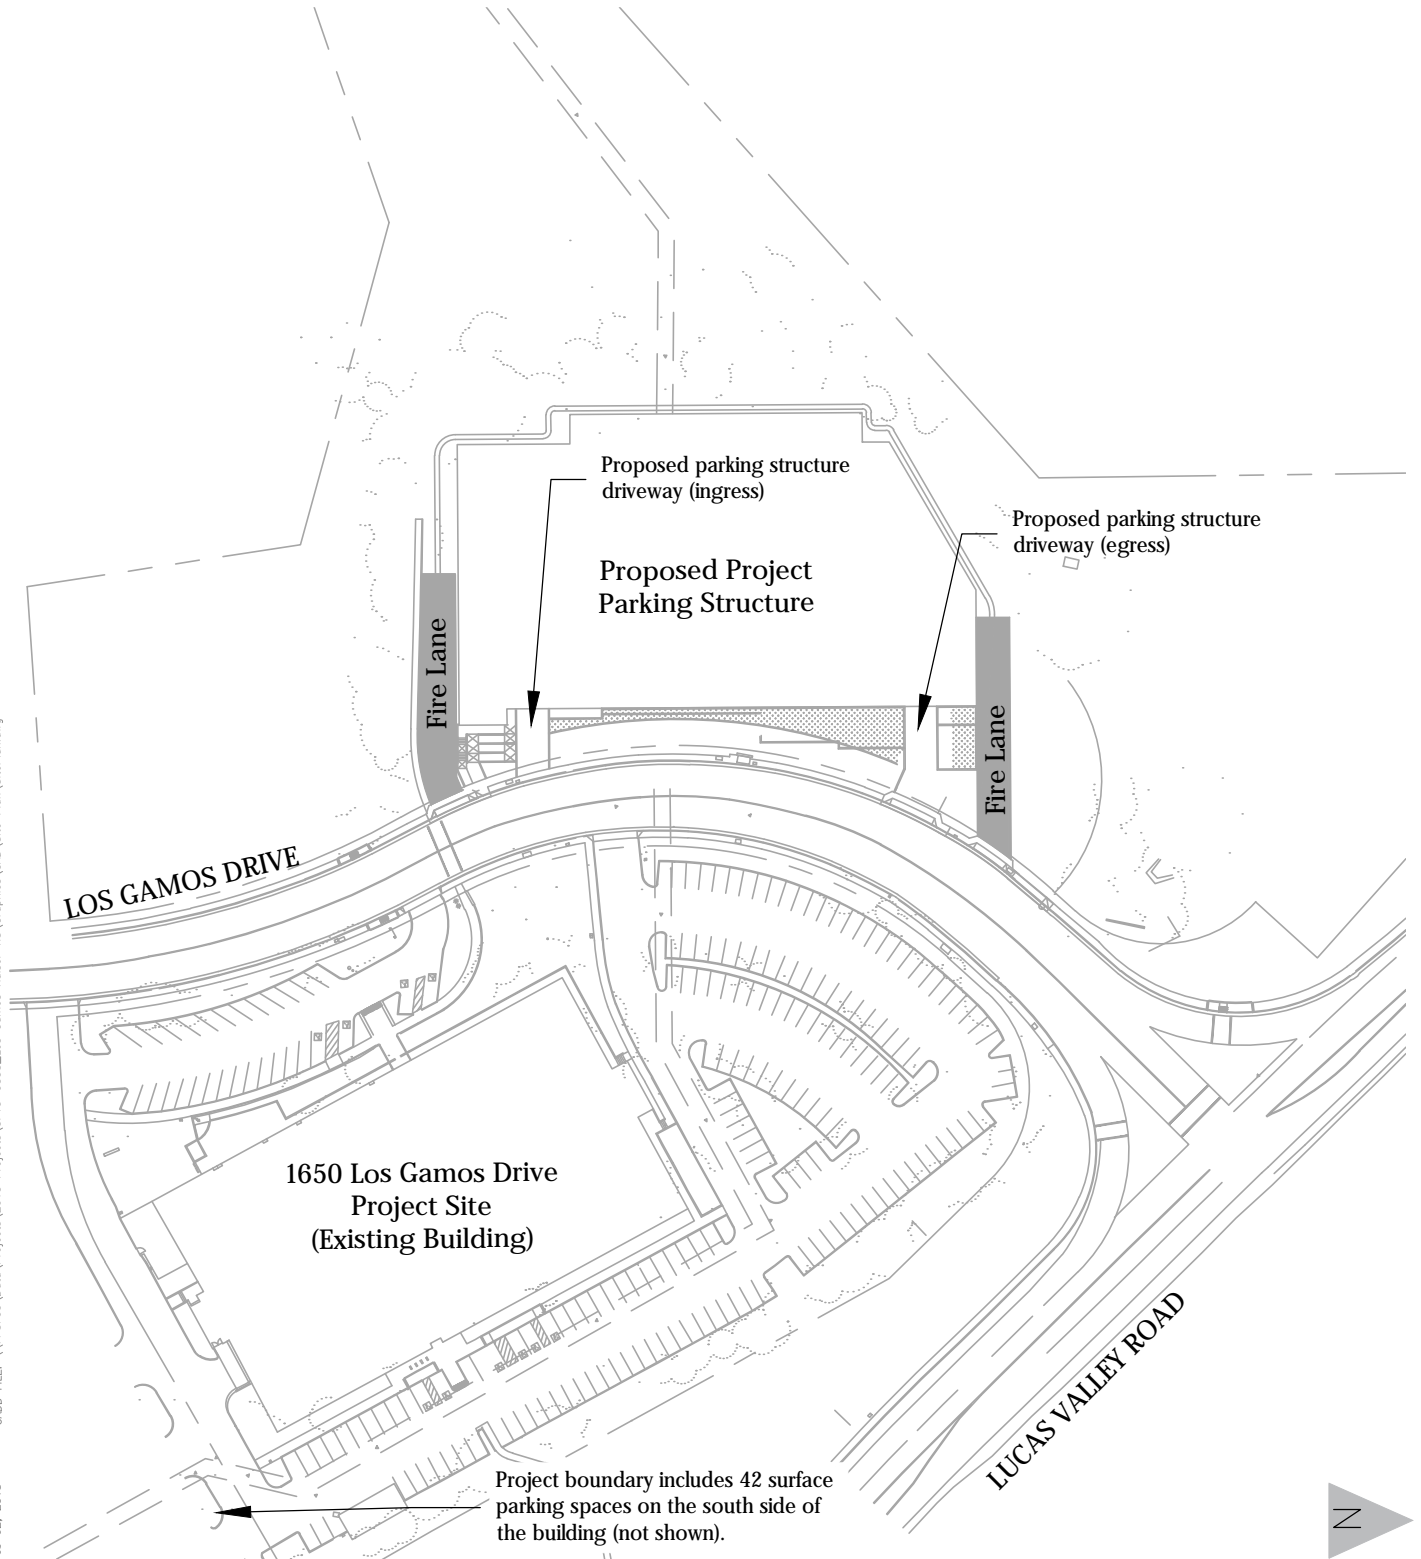 Proposed parking structure
driveway (ingress)
Proposed parking structure
driveway (egress)
Proposed Project
Parking Structure
Fire Lane
Fire Lane
LOS GAMOS DRIVE
1650 Los Gamos Drive
Project Site
(Existing Building)
LUCAS VALLEY ROAD
Project boundary includes 42 surface
parking spaces on the south side of
the building (not shown).
N